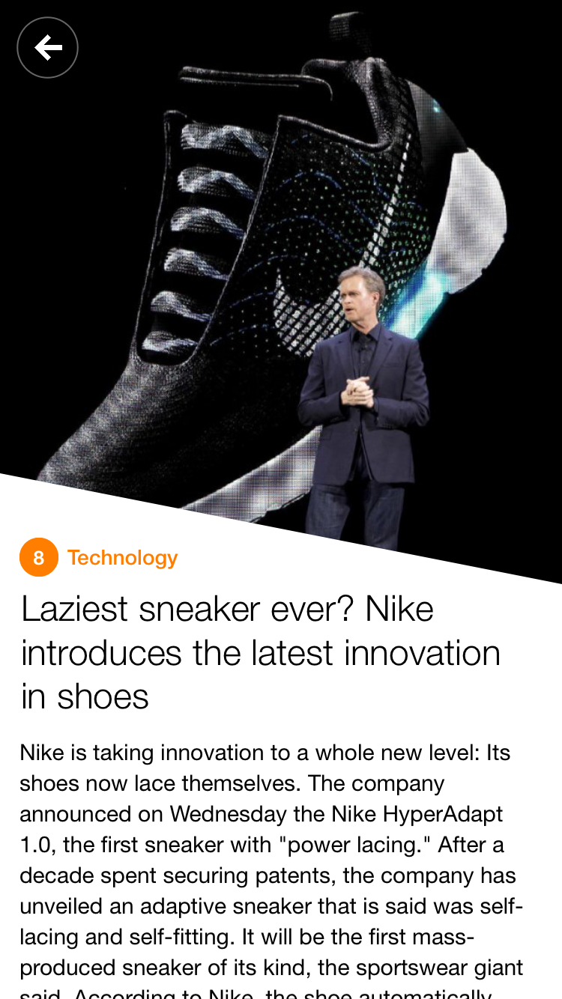 8 Technology
Laziest sneaker ever? Nike
introduces the latest innovation
in shoes
Nike is taking innovation to a whole new level: Its
shoes now lace themselves. The company
announced on Wednesday the Nike HyperAdapt
1.0, the first sneaker with "power lacing." After a
decade spent securing patents, the company has
unveiled an adaptive sneaker that is said was self-
lacing and self-fitting. It will be the first mass-
produced sneaker of its kind, the sportswear giant
said. According to Nike, the shoe automatically